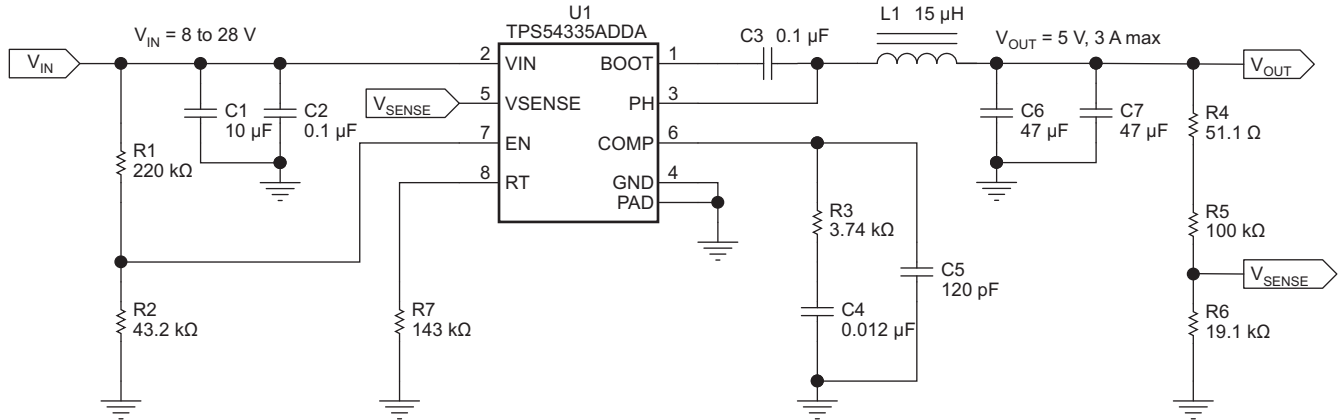 U1
TPS54335ADDA
L1 15 µH
C3 0.1 µF
V_IN = 8 to 28 V
V_OUT = 5 V, 3 A max
V_IN
2 VIN
BOOT 1
V_OUT
V_SENSE
5 VSENSE
PH 3
C1
10 µF
C2
0.1 µF
C6
47 µF
C7
47 µF
R4
51.1 Ω
7 EN
COMP 6
R1
220 kΩ
8 RT
GND 4
PAD
R3
3.74 kΩ
R5
100 kΩ
C5
120 pF
V_SENSE
R2
43.2 kΩ
R7
143 kΩ
C4
0.012 µF
R6
19.1 kΩ